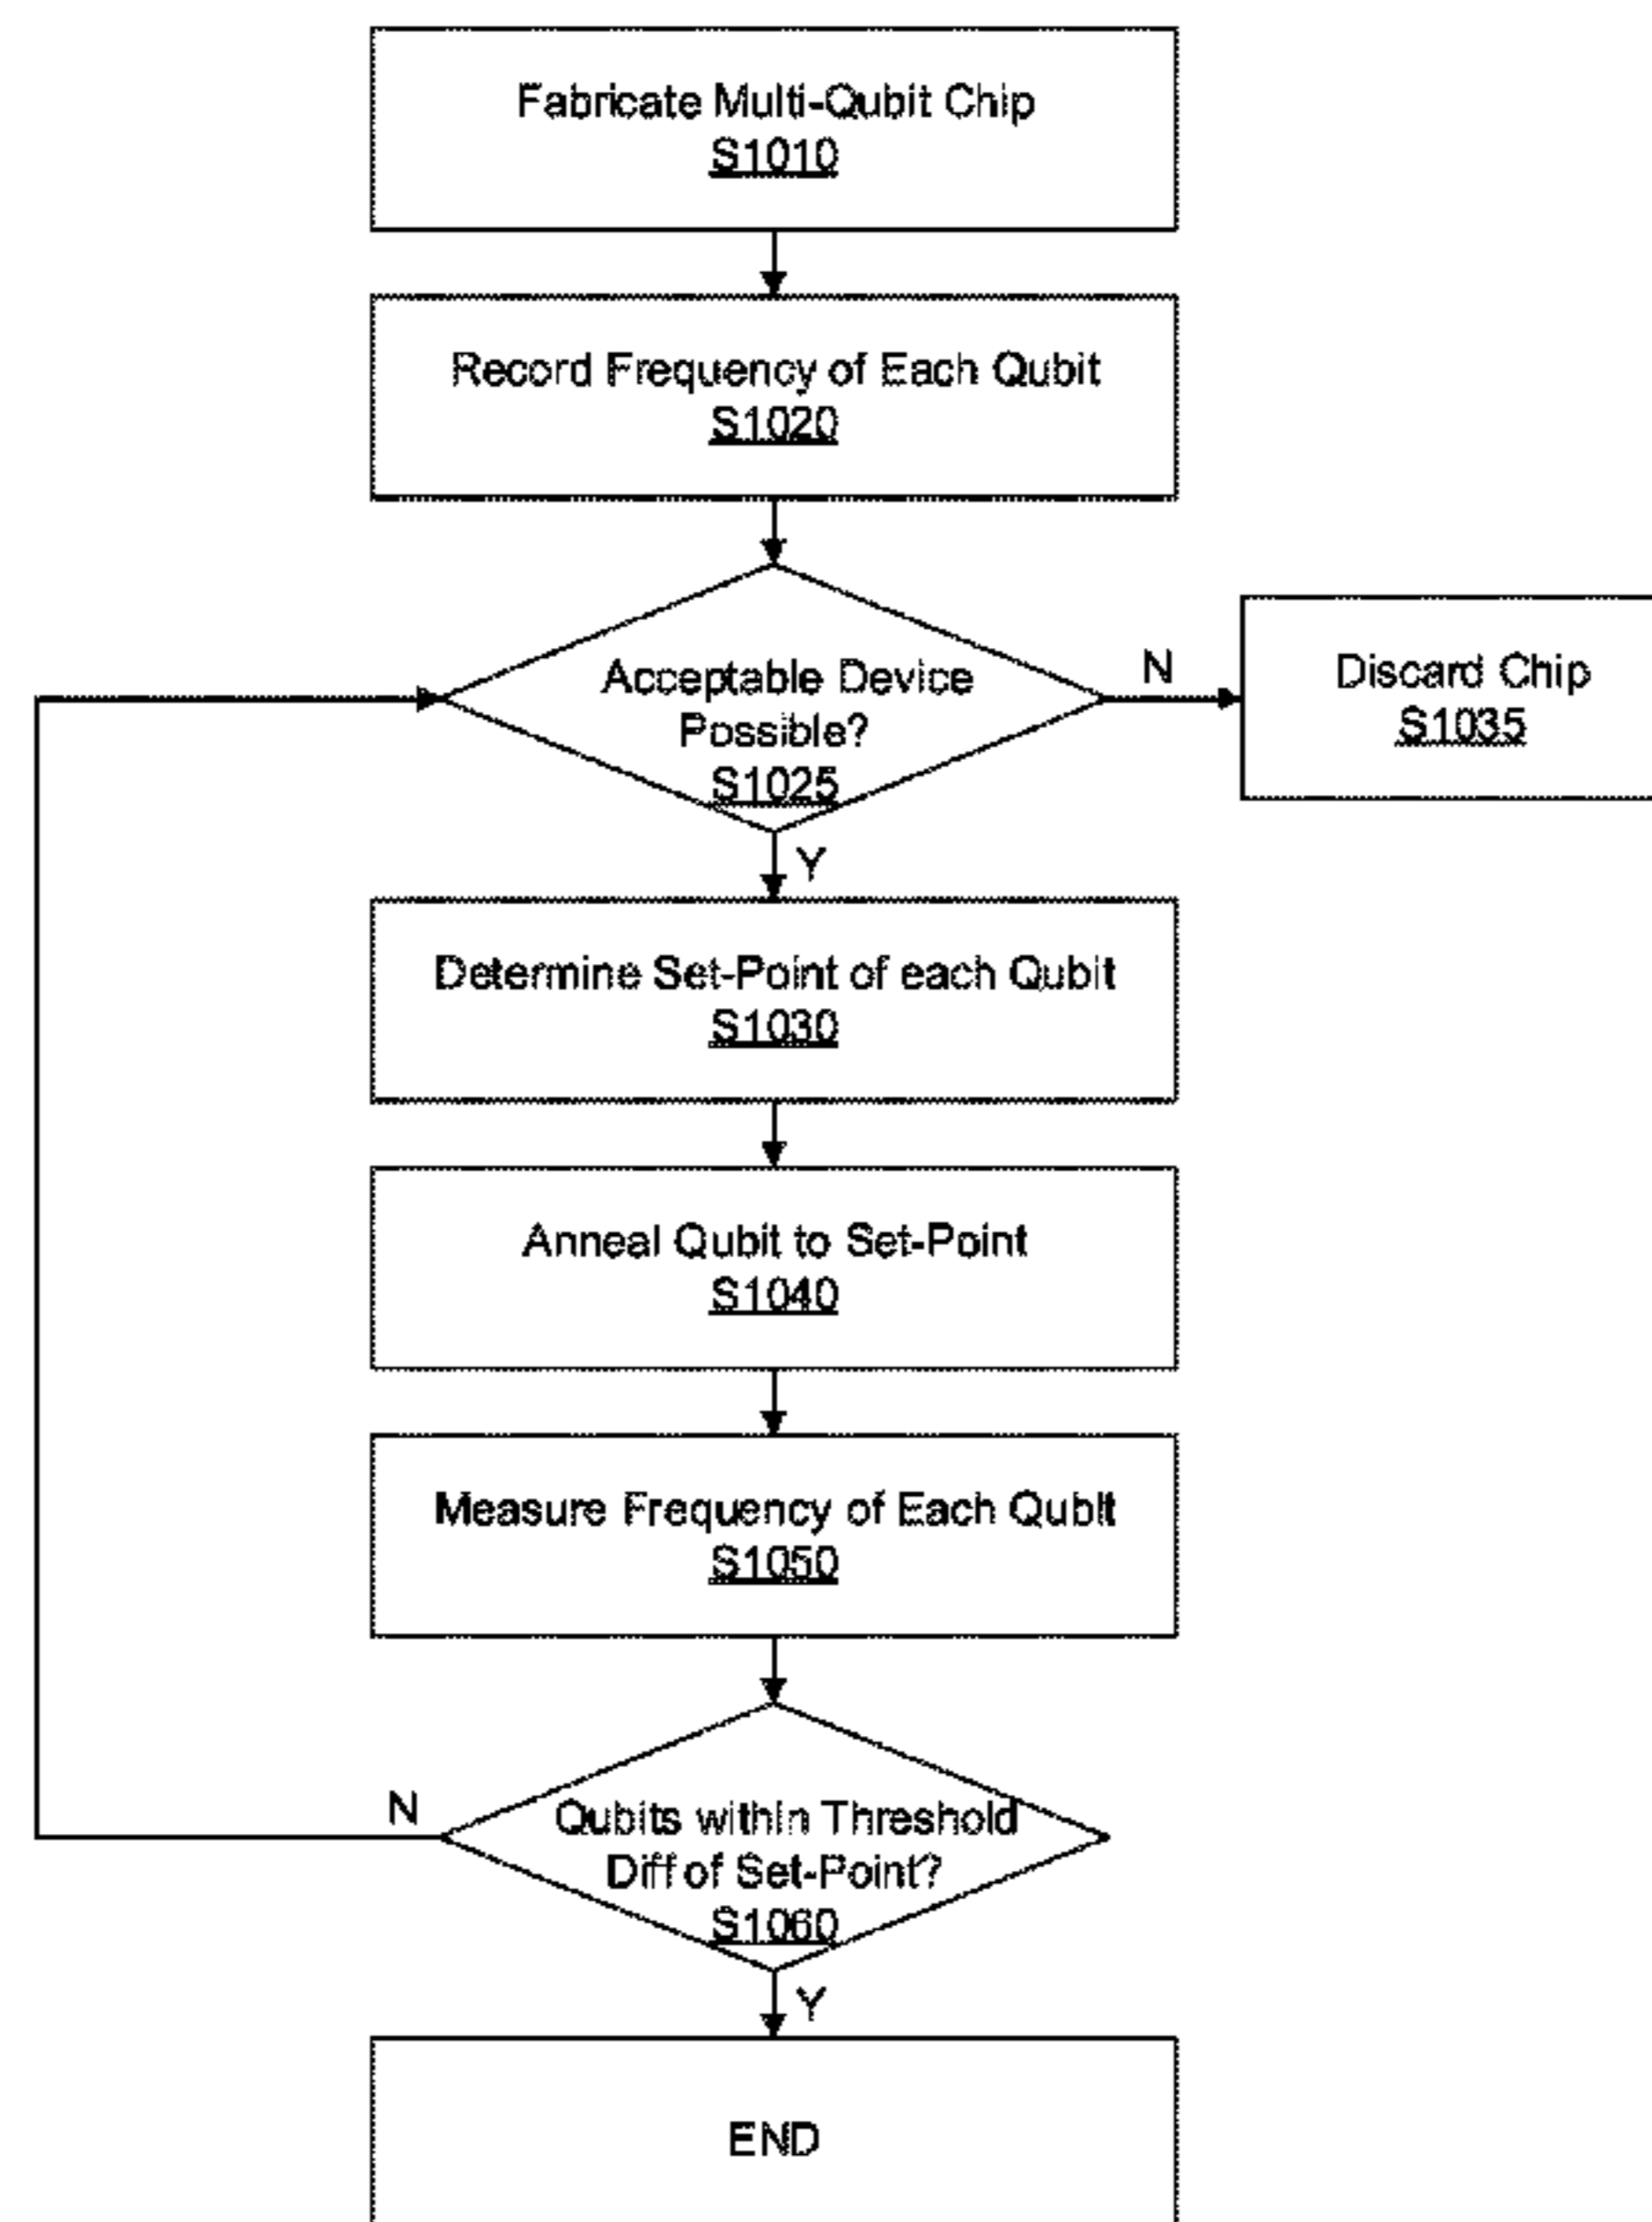 Fabricate Multi-Qubit Chip
S1010
Record Frequency of Each Qubit
S1020
Acceptable Device
Possible?
S1025
N
Discard Chip
S1035
Y
Determine Set-Point of each Qubit
S1030
Anneal Qubit to Set-Point
S1040
Measure Frequency of Each Qubit
S1050
N
Qubits within Threshold
Diff of Set-Point?
S1060
Y
END